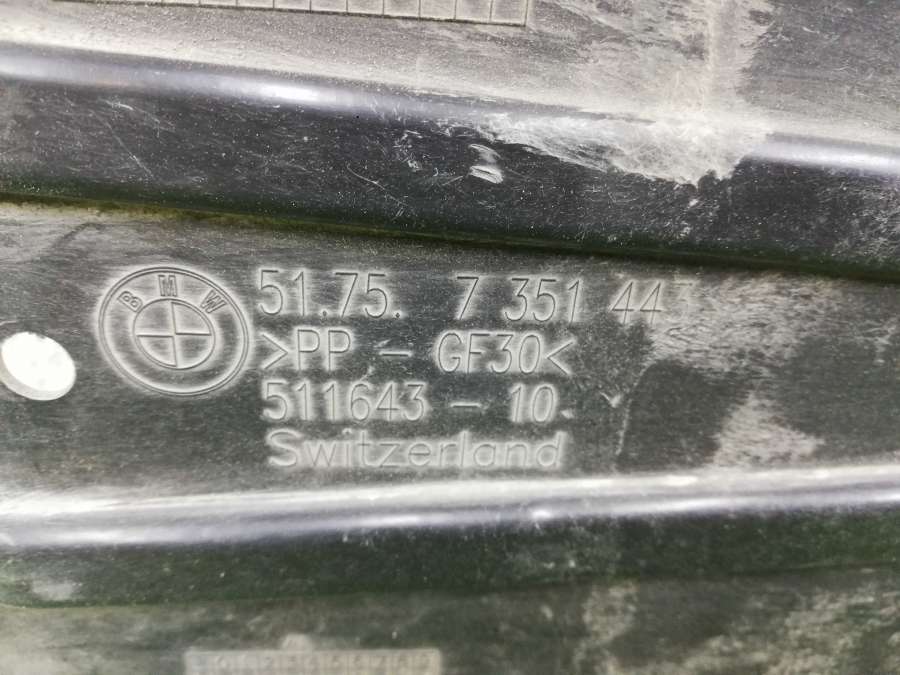 BMW
51.75. 7 351 44
>PP - GF30<
511643 - 10
Switzerland